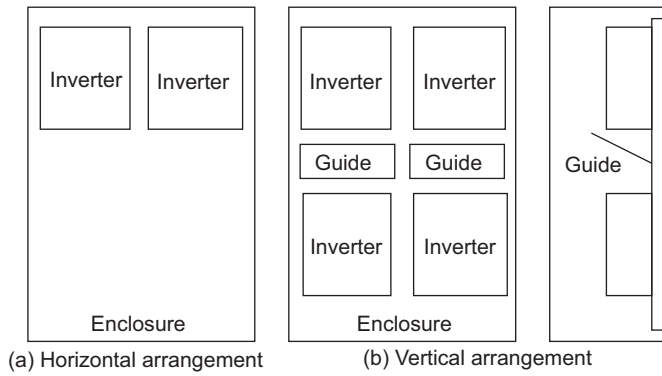 Inverter Inverter
Enclosure
(a) Horizontal arrangement
Inverter Inverter
Guide Guide
Inverter Inverter
Enclosure
Guide
(b) Vertical arrangement